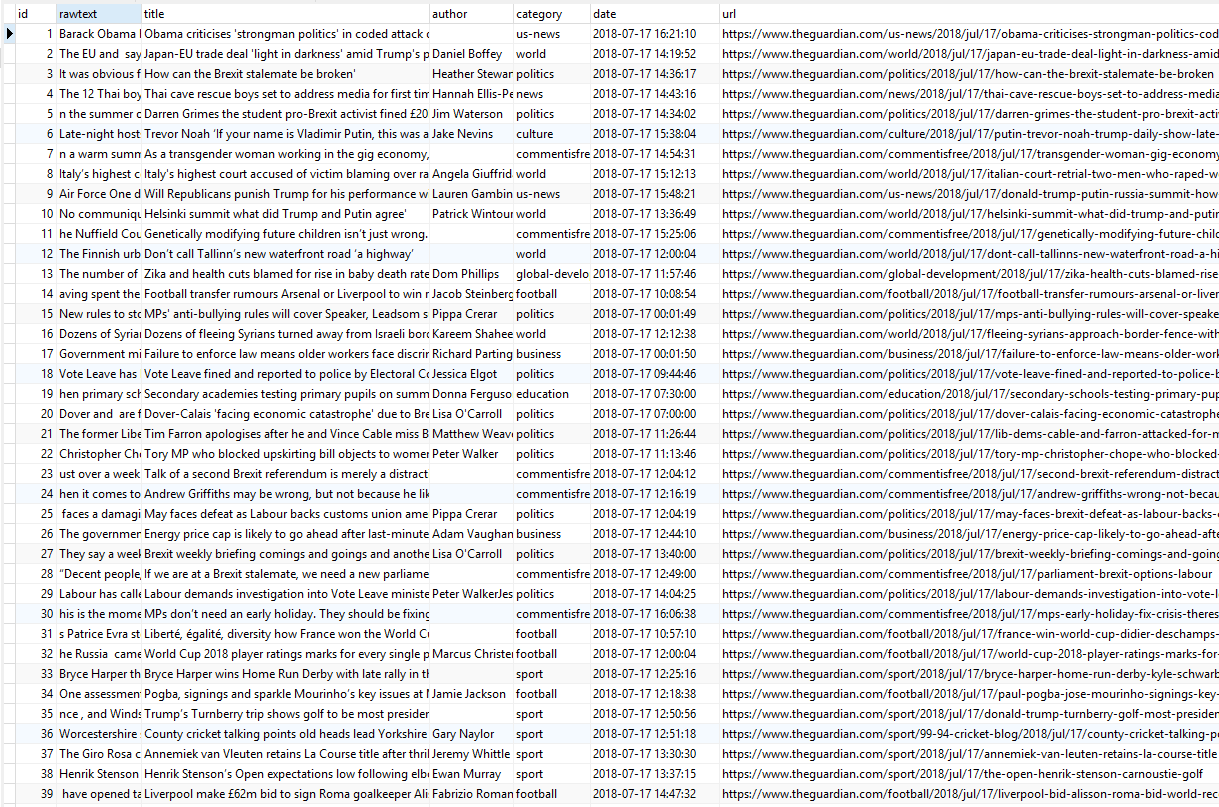 id rawtext title author category date url
1 Barack Obama Obama criticises 'strongman politics' in coded attack us-news 2018-07-17 16:21:10 https://www.theguardian.com/us-news/2018/jul/17/obama-criticises-strongman-politics-cod
2 The EU and say Japan-EU trade deal 'light in darkness' amid Trump's p Daniel Boffey world 2018-07-17 14:19:52 https://www.theguardian.com/world/2018/jul/17/japan-eu-trade-deal-light-in-darkness-amid
3 It was obvious f How can the Brexit stalemate be broken' Heather Stewar politics 2018-07-17 14:36:17 https://www.theguardian.com/politics/2018/jul/17/how-can-the-brexit-stalemate-be-broken
4 The 12 Thai boy Thai cave rescue boys set to address media for first tim Hannah Ellis-Pe news 2018-07-17 14:43:16 https://www.theguardian.com/news/2018/jul/17/thai-cave-rescue-boys-set-to-address-media
5 n the summer c Darren Grimes the student pro-Brexit activist fined £20 Jim Waterson politics 2018-07-17 14:34:02 https://www.theguardian.com/politics/2018/jul/17/darren-grimes-the-student-pro-brexit-activ
6 Late-night host Trevor Noah ‘If your name is Vladimir Putin, this was a Jake Nevins culture 2018-07-17 15:38:04 https://www.theguardian.com/culture/2018/jul/17/putin-trevor-noah-trump-daily-show-late-
7 n a warm summ As a transgender woman working in the gig economy, commentisfre 2018-07-17 14:54:31 https://www.theguardian.com/commentisfree/2018/jul/17/transgender-woman-gig-economy
8 Italy’s highest c Italy's highest court accused of victim blaming over ra Angela Giuffrid world 2018-07-17 15:12:13 https://www.theguardian.com/world/2018/jul/17/italian-court-retrial-two-men-who-raped-w
9 Air Force One d Will Republicans punish Trump for his performance w Lauren Gambin us-news 2018-07-17 15:48:21 https://www.theguardian.com/us-news/2018/jul/17/donald-trump-putin-russia-summit-how
10 No communiqu Helsinki summit what did Trump and Putin agree' Patrick Wintour world 2018-07-17 13:36:49 https://www.theguardian.com/world/2018/jul/17/helsinki-summit-what-did-trump-and-putin
11 he Nuffield Cou Genetically modifying future children isn’t just wrong. commentisfre 2018-07-17 15:25:06 https://www.theguardian.com/commentisfree/2018/jul/17/genetically-modifying-future-chilc
12 The Finnish urb Don’t call Tallinn’s new waterfront road ‘a highway’ world 2018-07-17 12:00:04 https://www.theguardian.com/world/2018/jul/17/dont-call-tallinns-new-waterfront-road-a-hi
13 The number of Zika and health cuts blamed for rise in baby death rate Dom Phillips global-develo 2018-07-17 11:57:46 https://www.theguardian.com/global-development/2018/jul/17/zika-health-cuts-blamed-rise
14 aving spent the Football transfer rumours Arsenal or Liverpool to win r Jacob Steinberg football 2018-07-17 10:08:54 https://www.theguardian.com/football/2018/jul/17/football-transfer-rumours-arsenal-or-liver
15 New rules to sto MPs' anti-bullying rules will cover Speaker, Leadsom s Pippa Crerar politics 2018-07-17 00:01:49 https://www.theguardian.com/politics/2018/jul/17/mps-anti-bullying-rules-will-cover-speake
16 Dozens of Syria Dozens of fleeing Syrians turned away from Israeli bord Kareem Shahee world 2018-07-17 12:12:38 https://www.theguardian.com/world/2018/jul/17/fleeing-syrians-approach-border-fence-with
17 Government mi Failure to enforce law means older workers face discrir Richard Parting business 2018-07-17 00:01:50 https://www.theguardian.com/business/2018/jul/17/failure-to-enforce-law-means-older-work
18 Vote Leave has Vote Leave fined and reported to police by Electoral Co Jessica Elgot politics 2018-07-17 09:44:46 https://www.theguardian.com/politics/2018/jul/17/vote-leave-fined-and-reported-to-police-b
19 hen primary sch Secondary academies testing primary pupils on summ Donna Ferguso education 2018-07-17 07:30:00 https://www.theguardian.com/education/2018/jul/17/secondary-schools-testing-primary-pup
20 Dover and are f Dover-Calais 'facing economic catastrophe' due to Bre Lisa O'Carroll politics 2018-07-17 07:00:00 https://www.theguardian.com/politics/2018/jul/17/dover-calais-facing-economic-catastrophe
21 The former Libe Tim Farron apologises after he and Vince Cable miss B Matthew Weav politics 2018-07-17 11:26:44 https://www.theguardian.com/politics/2018/jul/17/lib-dems-cable-and-farron-attacked-for-m
22 Christopher Cho Tory MP who blocked upskirting bill objects to women Peter Walker politics 2018-07-17 11:13:46 https://www.theguardian.com/politics/2018/jul/17/tory-mp-christopher-chope-who-blocked-
23 ust over a week Talk of a second Brexit referendum is merely a distract commentisfre 2018-07-17 12:04:12 https://www.theguardian.com/commentisfree/2018/jul/17/second-brexit-referendum-distract
24 hen it comes to Andrew Griffiths may be wrong, but not because he lik commentisfre 2018-07-17 12:16:19 https://www.theguardian.com/commentisfree/2018/jul/17/andrew-griffiths-wrong-not-becau
25 faces a damagi May faces defeat as Labour backs customs union ame Pippa Crerar politics 2018-07-17 12:04:19 https://www.theguardian.com/politics/2018/jul/17/may-faces-brexit-defeat-as-labour-backs-c
26 The governmer Energy price cap is likely to go ahead after last-minute Adam Vaughan business 2018-07-17 12:44:10 https://www.theguardian.com/business/2018/jul/17/energy-price-cap-likely-to-go-ahead-afte
27 They say a weel Brexit weekly briefing comings and goings and anothe Lisa O'Carroll politics 2018-07-17 13:40:00 https://www.theguardian.com/politics/2018/jul/17/brexit-weekly-briefing-comings-and-going
28 “Decent people, If we are at a Brexit stalemate, we need a new parliame commentisfre 2018-07-17 12:49:00 https://www.theguardian.com/commentisfree/2018/jul/17/parliament-brexit-options-labour
29 Labour has calle Labour demands investigation into Vote Leave ministe Peter WalkerJes politics 2018-07-17 14:04:25 https://www.theguardian.com/politics/2018/jul/17/labour-demands-investigation-into-vote-l
30 his is the mome MPs don’t need an early holiday. They should be fixing commentisfre 2018-07-17 16:06:38 https://www.theguardian.com/commentisfree/2018/jul/17/mps-early-holiday-fix-crisis-theres
31 s Patrice Evra st Liberté, égalité, diversity how France won the World Cu football 2018-07-17 10:57:10 https://www.theguardian.com/football/2018/jul/17/france-win-world-cup-didier-deschamps-
32 he Russia came World Cup 2018 player ratings marks for every single p Marcus Christer football 2018-07-17 12:00:04 https://www.theguardian.com/football/2018/jul/17/world-cup-2018-player-ratings-marks-for-
33 Bryce Harper th Bryce Harper wins Home Run Derby with late rally in th sport 2018-07-17 12:25:16 https://www.theguardian.com/sport/2018/jul/17/bryce-harper-home-run-derby-kyle-schwarb
34 One assessmen Pogba, signings and sparkle Mourinho’s key issues at M Jamie Jackson football 2018-07-17 12:18:38 https://www.theguardian.com/football/2018/jul/17/paul-pogba-jose-mourinho-signings-key-
35 nce , and Winds Trump’s Turnberry trip shows golf to be most presider sport 2018-07-17 12:50:56 https://www.theguardian.com/sport/2018/jul/17/donald-trump-turnberry-golf-most-presiden
36 Worcestershire County cricket talking points old heads lead Yorkshire Gary Naylor sport 2018-07-17 12:51:18 https://www.theguardian.com/sport/99-94-cricket-blog/2018/jul/17/county-cricket-talking-po
37 The Giro Rosa c Annemiek van Vleuten retains La Course title after thril Jeremy Whittle sport 2018-07-17 13:30:30 https://www.theguardian.com/sport/2018/jul/17/annemiek-van-leuten-retains-la-course-title
38 Henrik Stenson Henrik Stenson’s Open expectations low following elbo Ewan Murray sport 2018-07-17 13:37:15 https://www.theguardian.com/sport/2018/jul/17/the-open-henrik-stenson-carnoustie-golf
39 have opened ta Liverpool make £62m bid to sign Roma goalkeeper Ali Fabrizio Roman football 2018-07-17 14:47:32 https://www.theguardian.com/football/2018/jul/17/liverpool-bid-alisson-roma-bid-world-rec